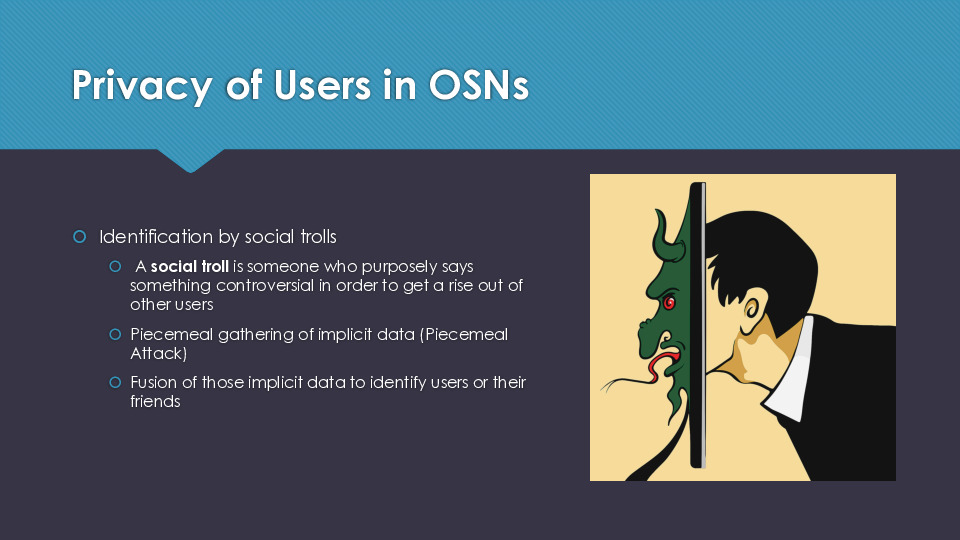 Privacy of Users in OSNs
Identification by social trolls
A social troll is someone who purposely says
something controversial in order to get a rise out of
other users
Piecemeal gathering of implicit data (Piecemeal
Attack)
Fusion of those implicit data to identify users or their
friends